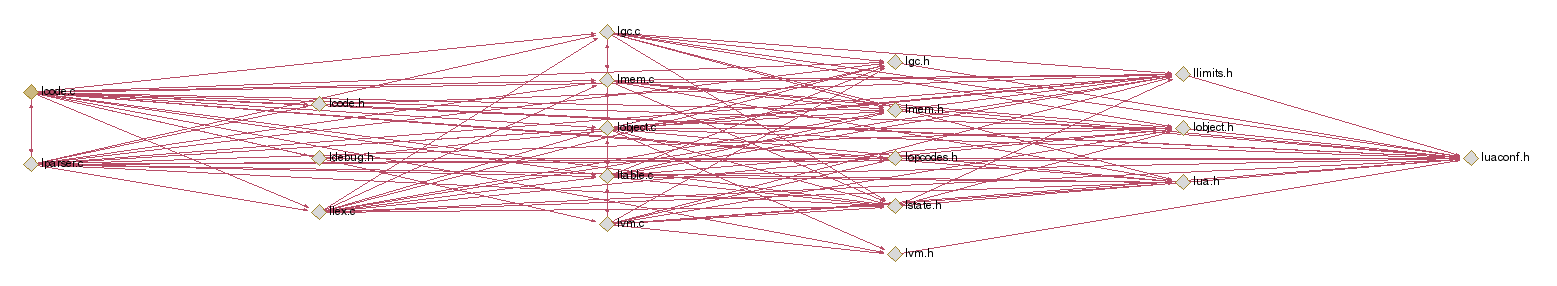 lcode.c
lparser.c
lcode.h
ldebug.h
llex.c
lgc.c
lmem.c
lobject.c
ltable.c
lvm.c
lgc.h
lmem.h
lopcodes.h
lstate.h
lvm.h
llimits.h
lobject.h
lua.h
luaconf.h